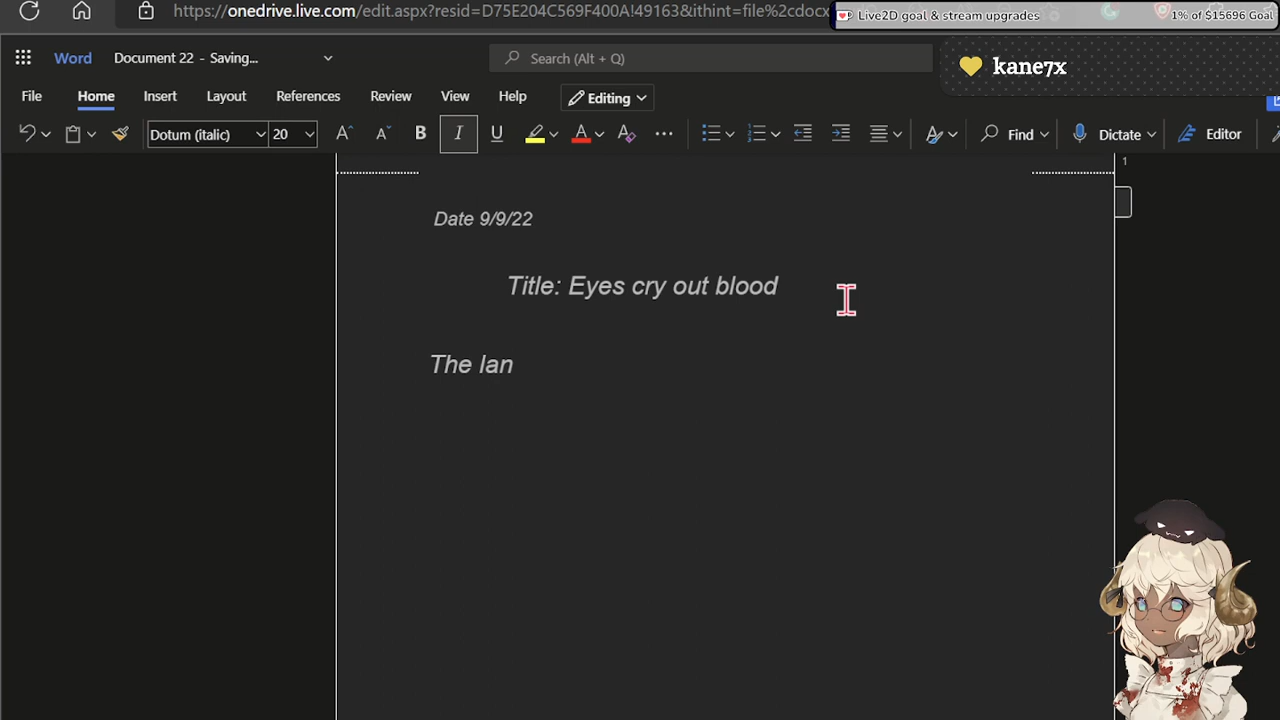 https://onedrive.live.com/edit.aspx?resid=D75E204C569F400A!49163&ithint=file%2cdocx
Live2D goal & stream upgrades
1% of $15696 Goal
Word
Document 22 - Saving...
Search (Alt + Q)
kane7x
File
Home
Insert
Layout
References
Review
View
Help
Editing
Datum (italic)
20
A
A
B
I
U
A
A
Find
Dictate
Editor
1
Date 9/9/22
Title: Eyes cry out blood
The lan